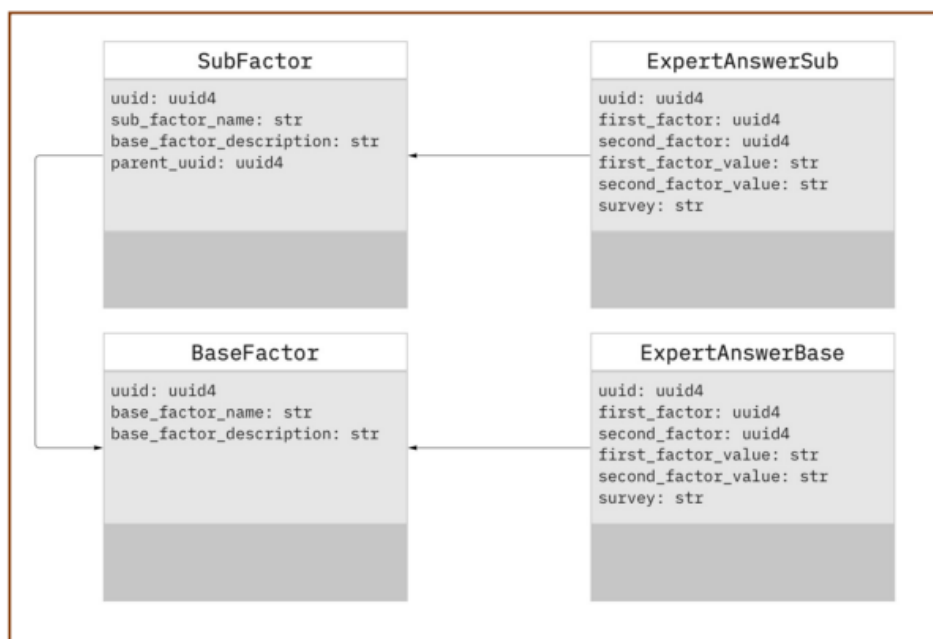 SubFactor
uuid: uuid4
sub_factor_name: str
base_factor_description: str
parent_uuid: uuid4
ExpertAnswerSub
uuid: uuid4
first_factor: uuid4
second_factor: uuid4
first_factor_value: str
second_factor_value: str
survey: str
BaseFactor
uuid: uuid4
base_factor_name: str
base_factor_description: str
ExpertAnswerBase
uuid: uuid4
first_factor: uuid4
second_factor: uuid4
first_factor_value: str
second_factor_value: str
survey: str